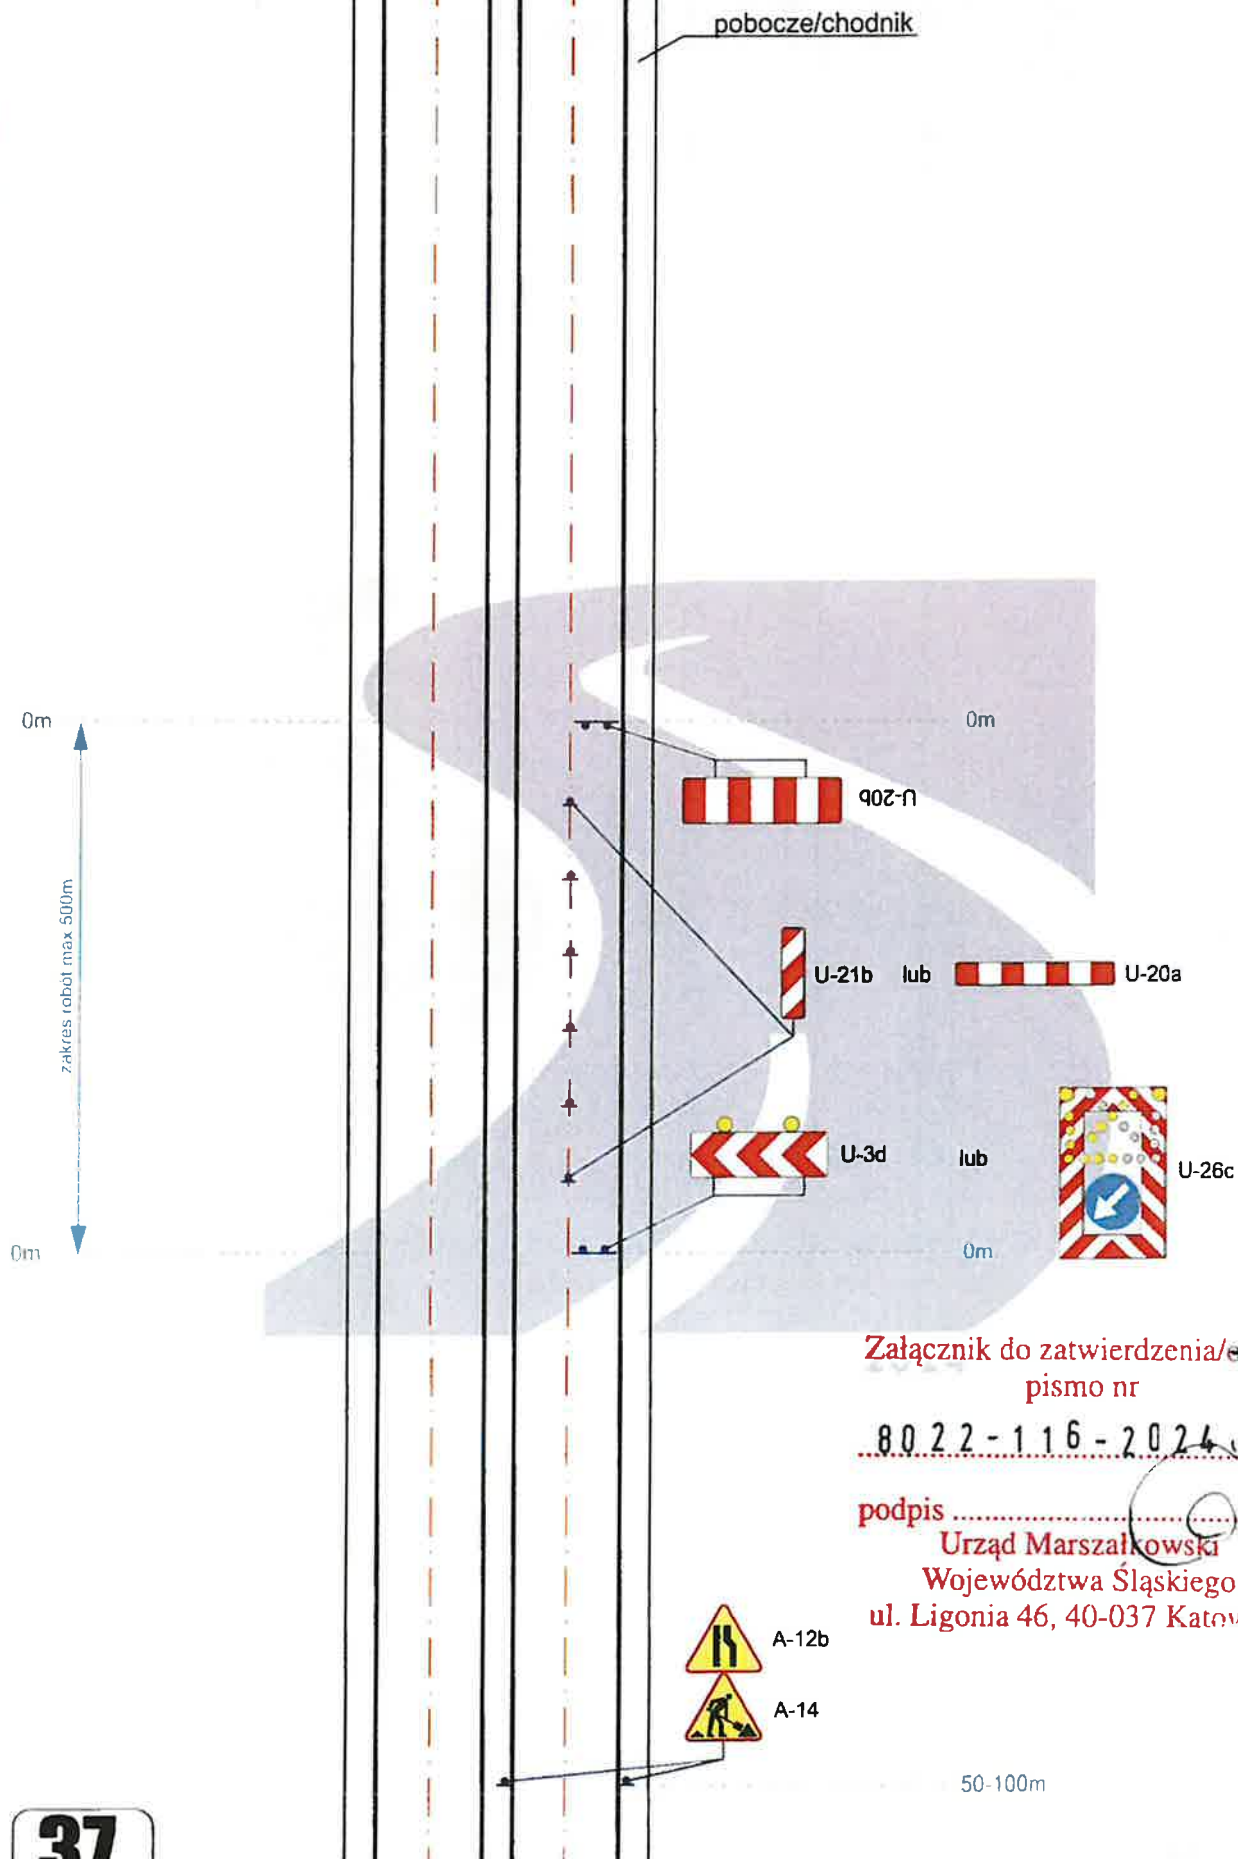 pobocze/chodnik
0m
0m
U-20b
zakres robót max 500m
U-21b lub U-20a
U-3d lub U-26c
0m
0m
Załącznik do zatwierdzenia/
pismo nr
8022-116-2024
podpis
Urząd Marszałkowski
Województwa Śląskiego
ul. Ligonia 46, 40-037
A-12b
A-14
50-100m
37